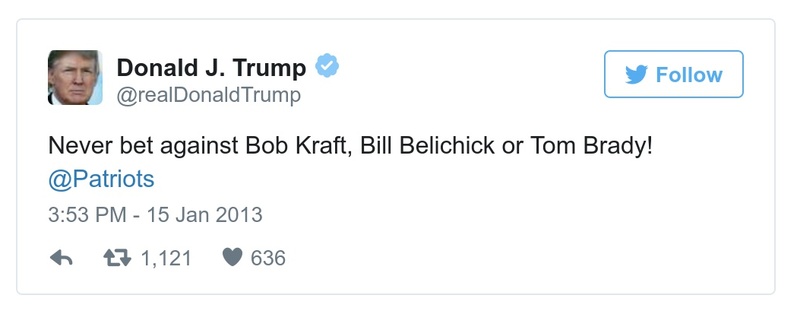 Donald J. Trump
@realDonaldTrump
Follow
Never bet against Bob Kraft, Bill Belichick or Tom Brady!
@Patriots
3:53 PM - 15 Jan 2013
1,121 636